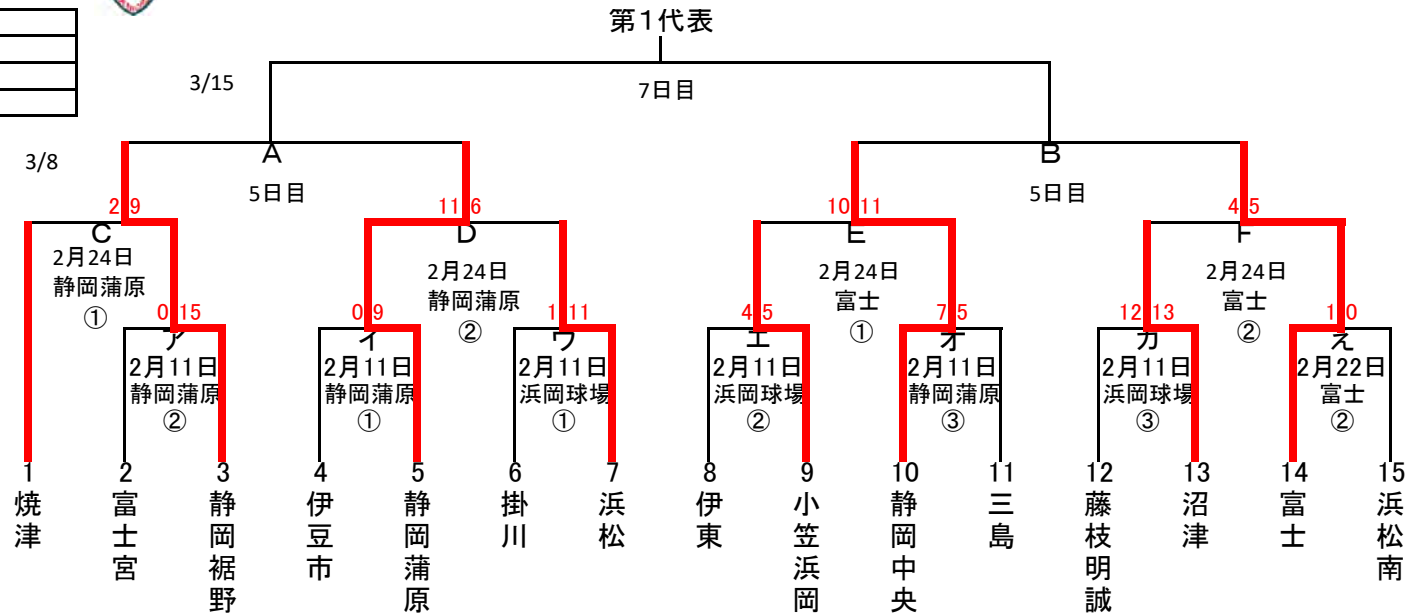 第1代表
3/15
7日目
3/8
A
B
5日目
5日目
2 9
11 6
10 11
4 5
C
D
E
F
2月24日
静岡蒲原
①
2月24日
静岡蒲原
②
2月24日
富士
①
2月24日
富士
②
0 15
0 9
1 11
4 5
7 5
12 13
1 0
ア
イ
ウ
エ
オ
カ
え
2月11日
静岡蒲原
②
2月11日
静岡蒲原
①
2月11日
浜岡球場
①
2月11日
浜岡球場
②
2月11日
静岡蒲原
③
2月11日
浜岡球場
③
2月22日
富士
②
1
焼津
2
富士宮
3
静岡裾野
4
伊豆市
5
静岡蒲原
6
掛川
7
浜松
8
伊東
9
小笠浜岡
10
静岡中央
11
三島
12
藤枝明誠
13
沼津
14
富士
15
浜松南